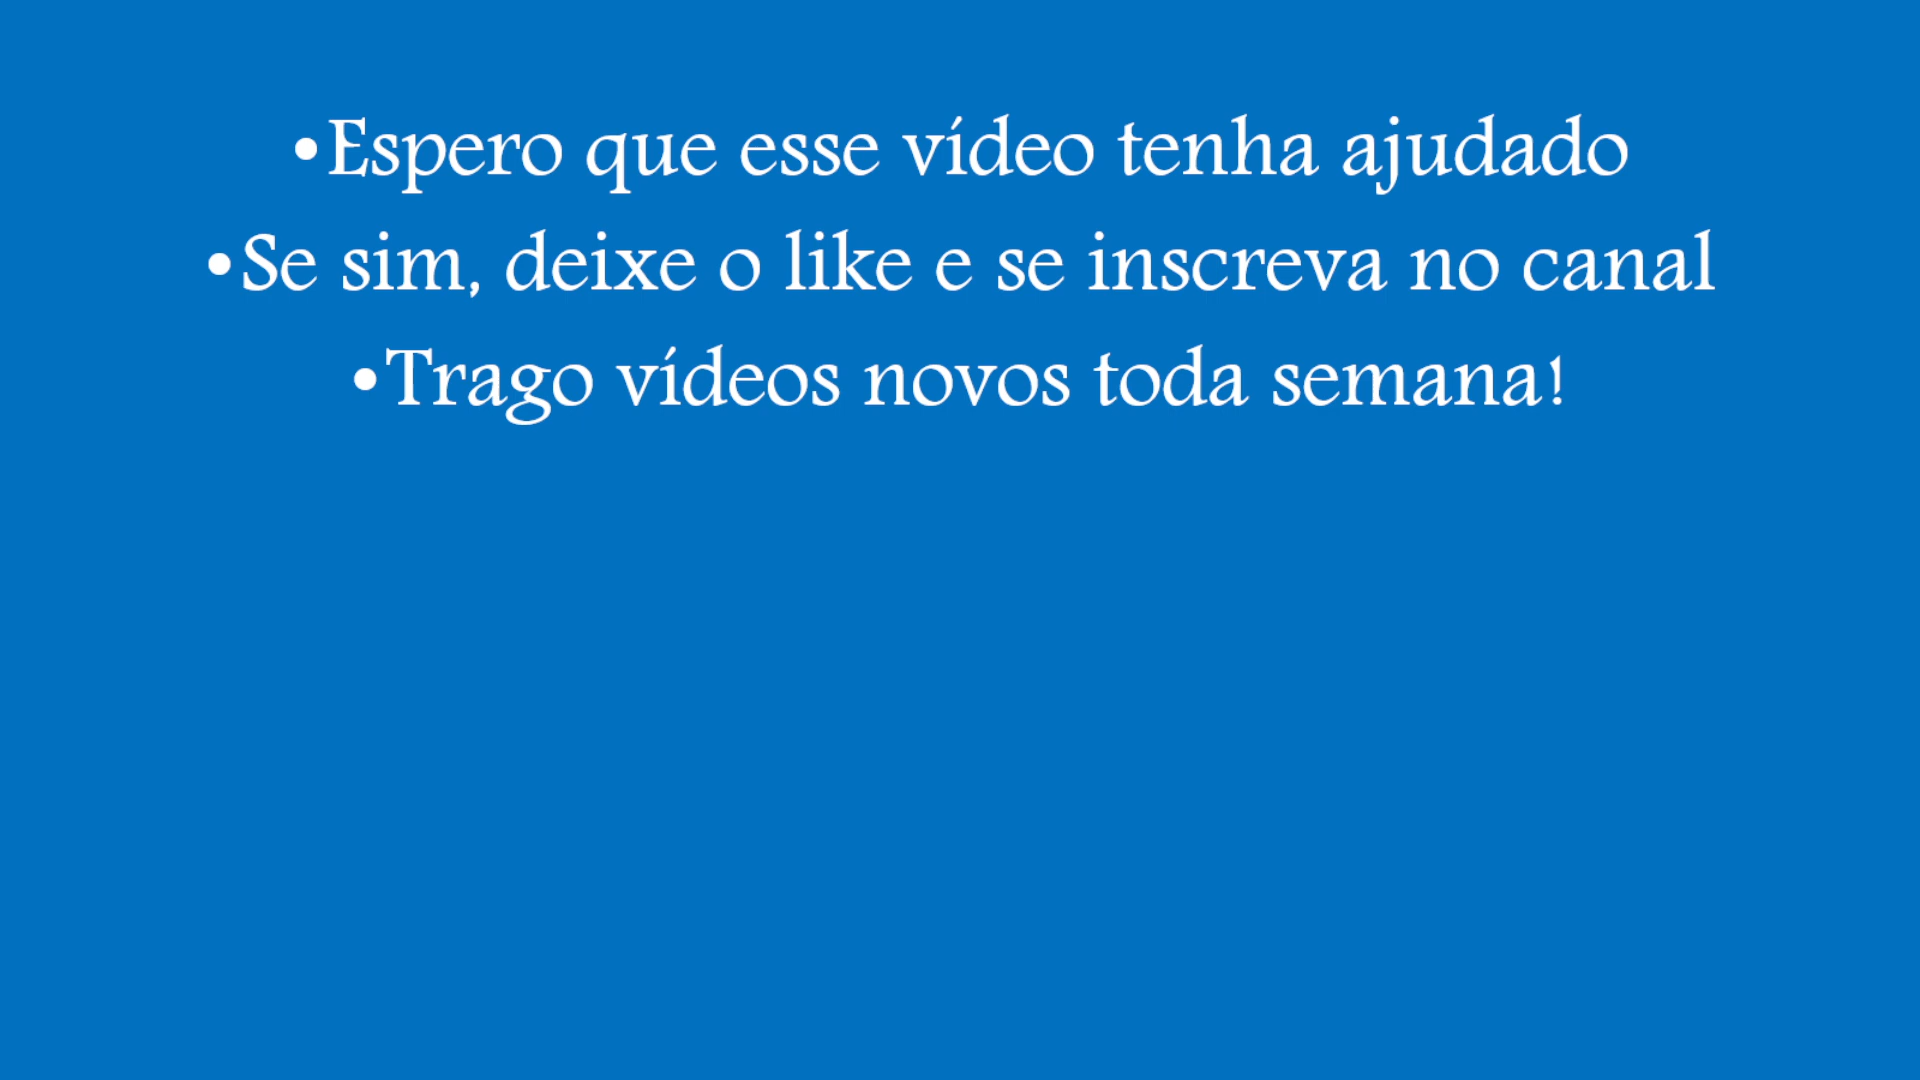 •Espero que esse vídeo tenha ajudado
•Se sim, deixe o like e se inscreva no canal
•Trago vídeos novos toda semana!